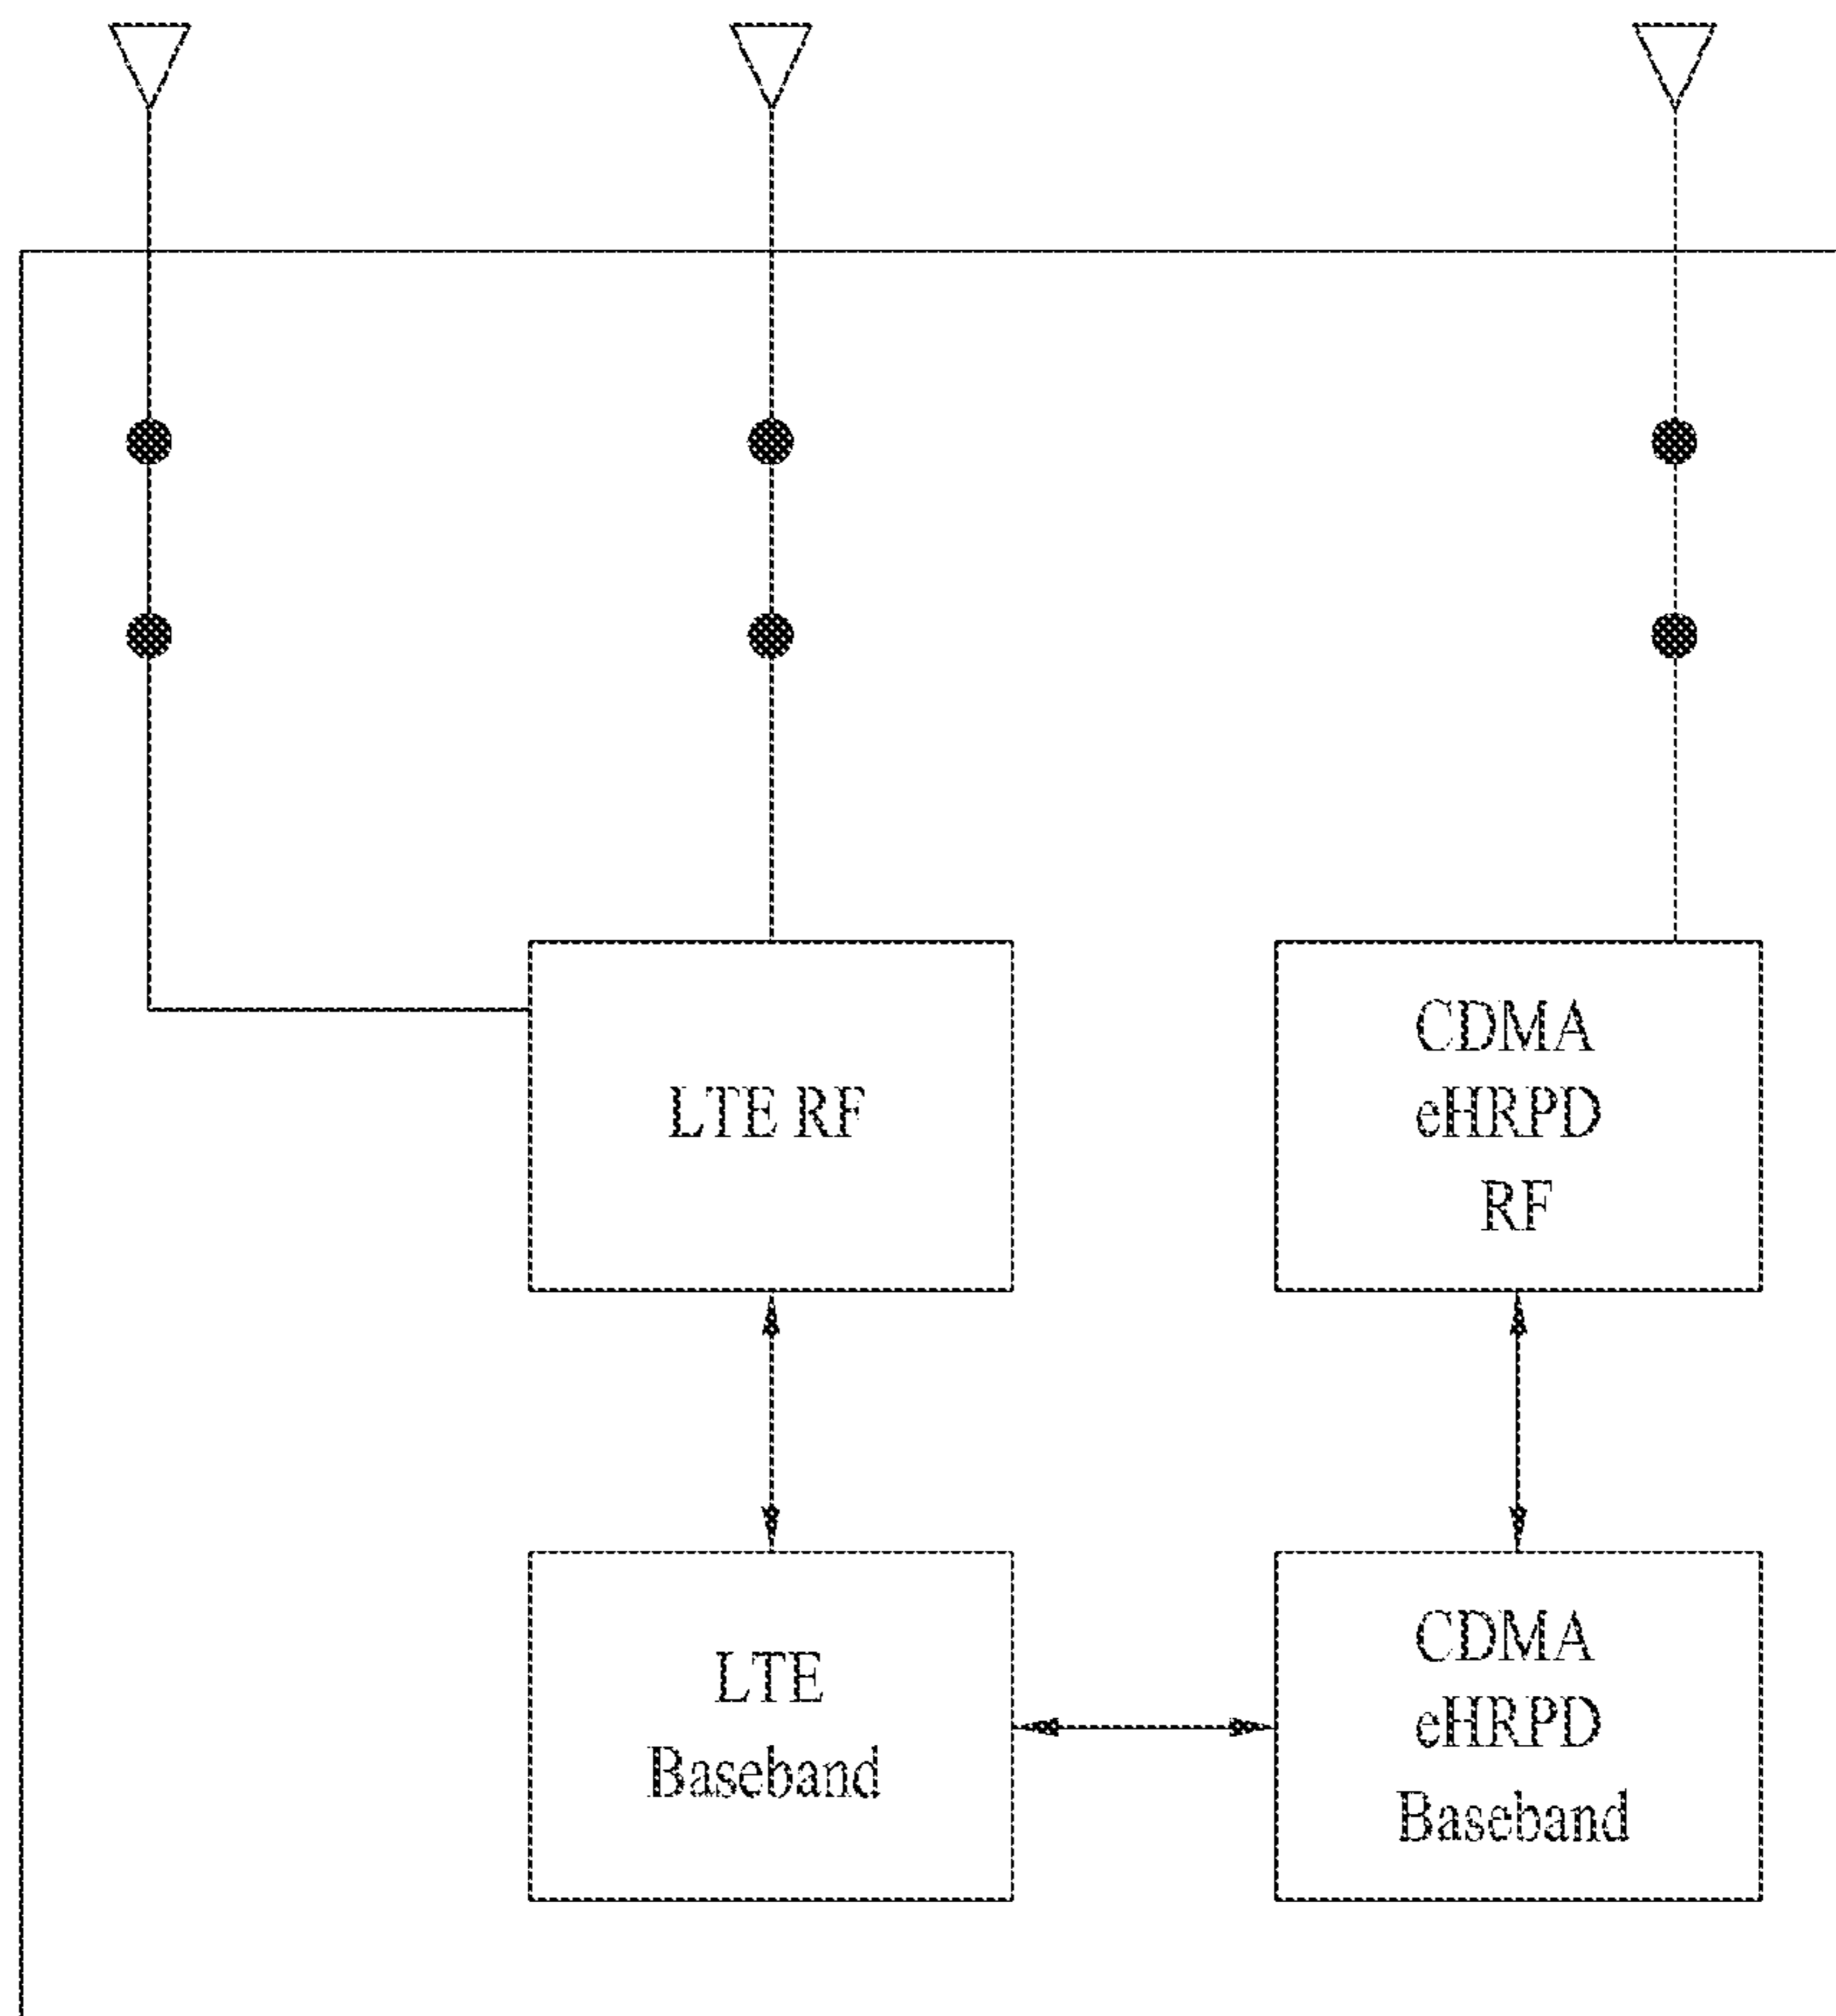 LTE RF
CDMA
eHRPD
RF
LTE
Baseband
CDMA
eHRPD
Baseband